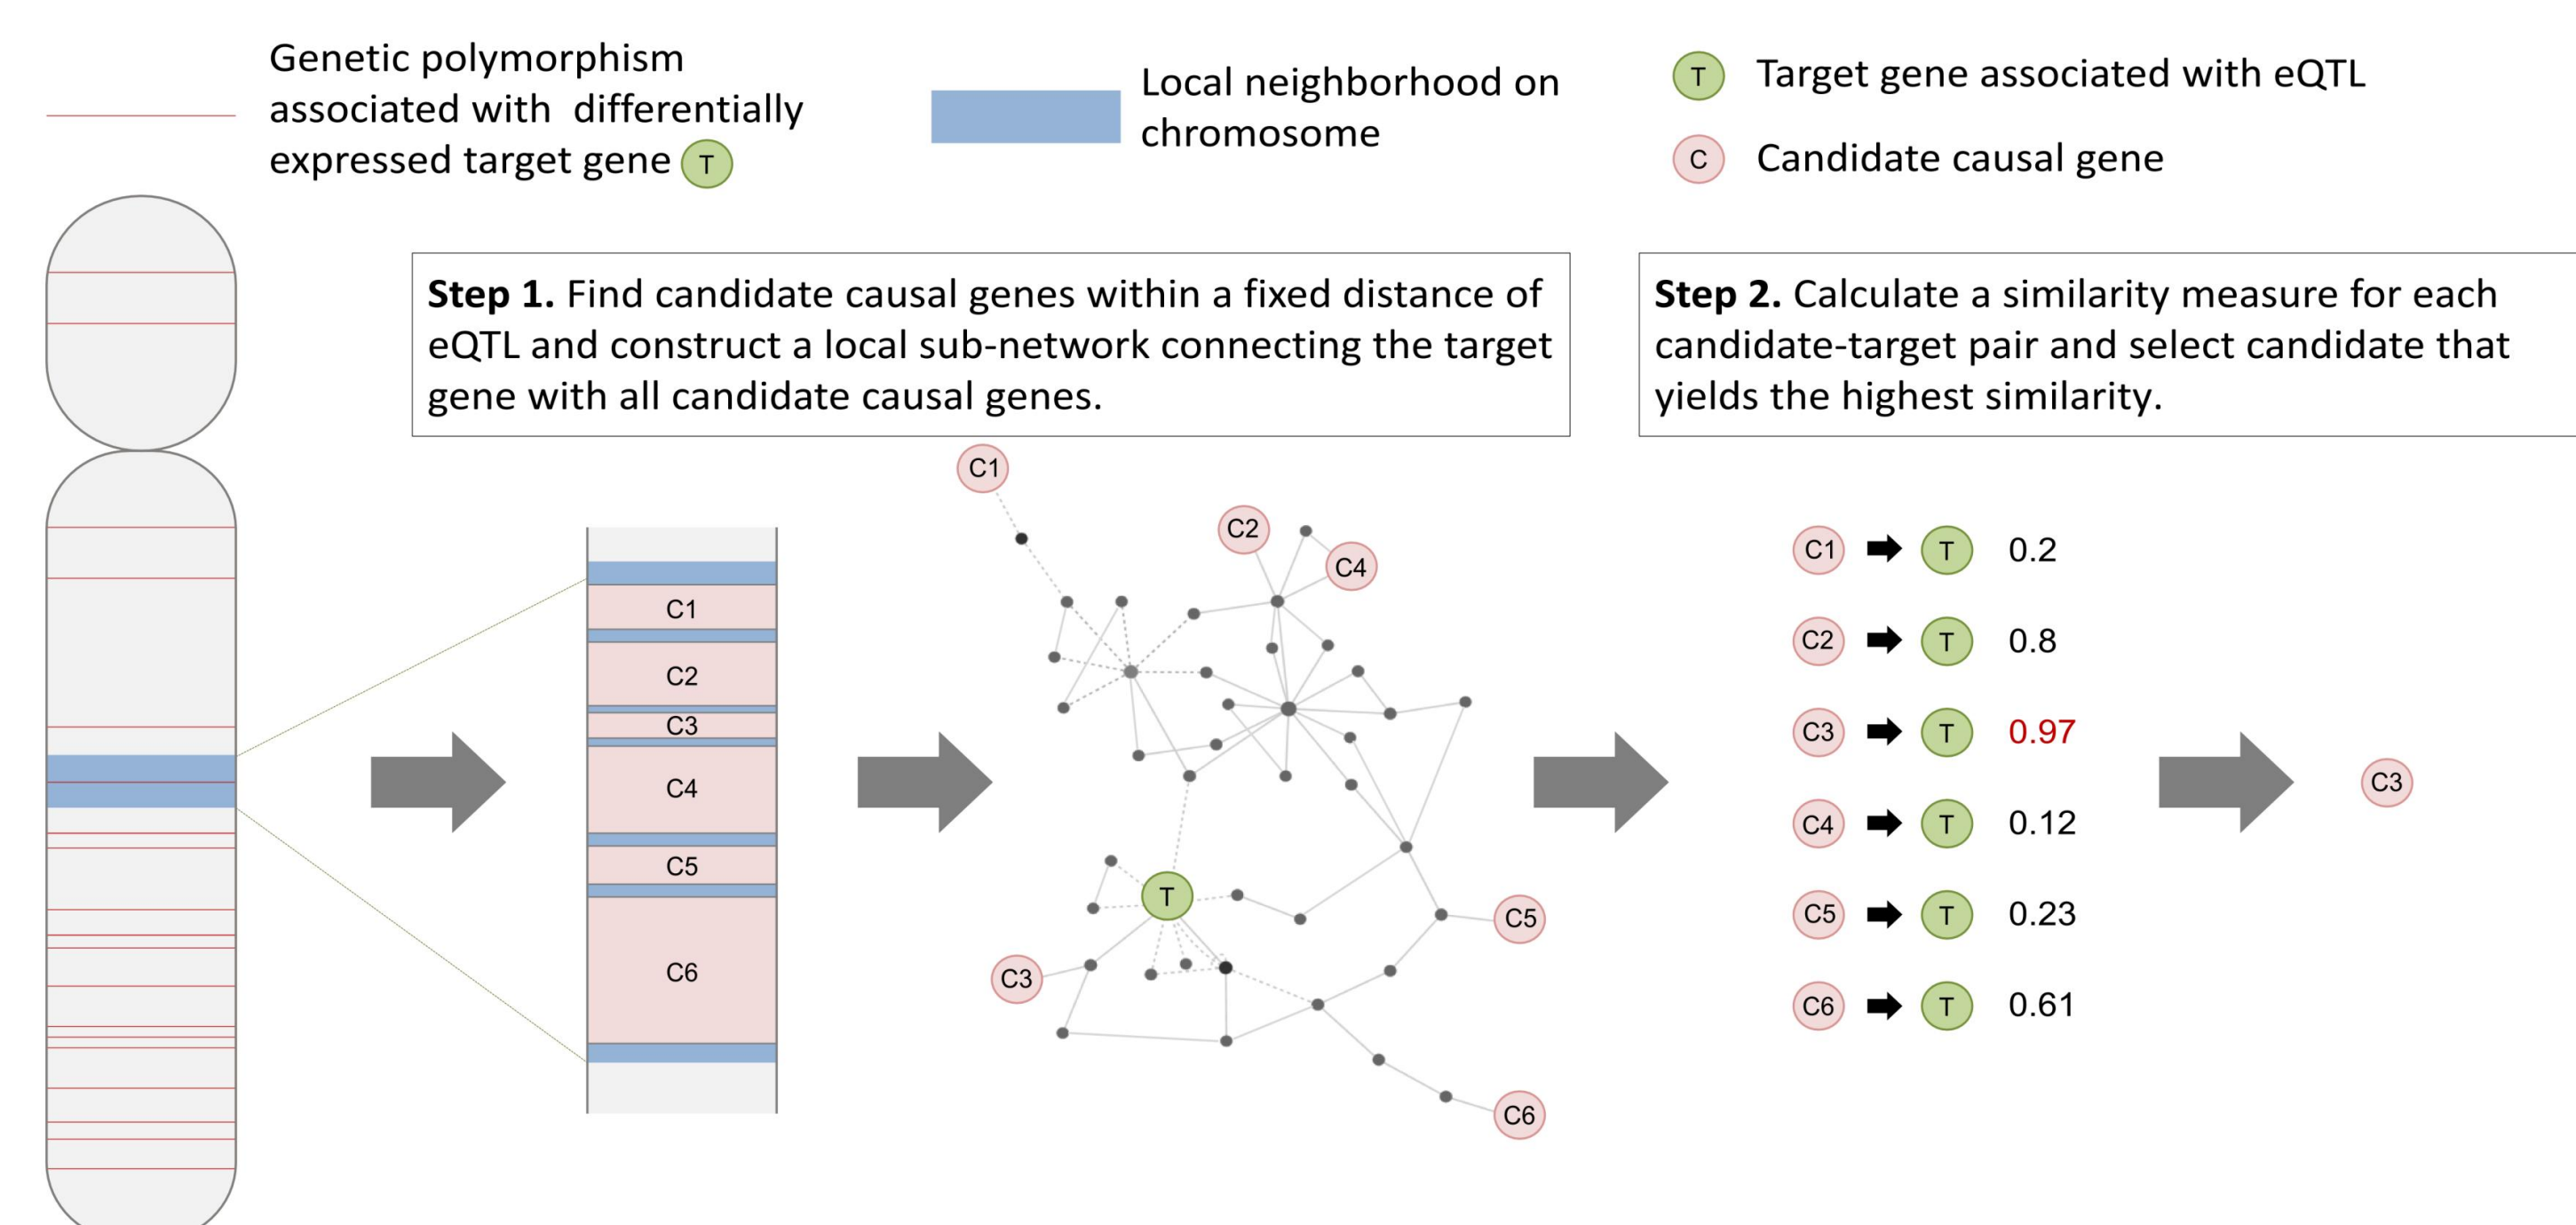 Genetic polymorphism
associated with differentially
expressed target gene T
Local neighborhood on
chromosome
T Target gene associated with eQTL
C Candidate causal gene
Step 1. Find candidate causal genes within a fixed distance of
eQTL and construct a local sub-network connecting the target
gene with all candidate causal genes.
Step 2. Calculate a similarity measure for each
candidate-target pair and select candidate that
yields the highest similarity.
C1
C2
C3
C4
C5
C6
C1
C2
C4
T
C5
C3
C6
C1 T 0.2
C2 T 0.8
C3 T 0.97
C4 T 0.12
C5 T 0.23
C6 T 0.61
C3